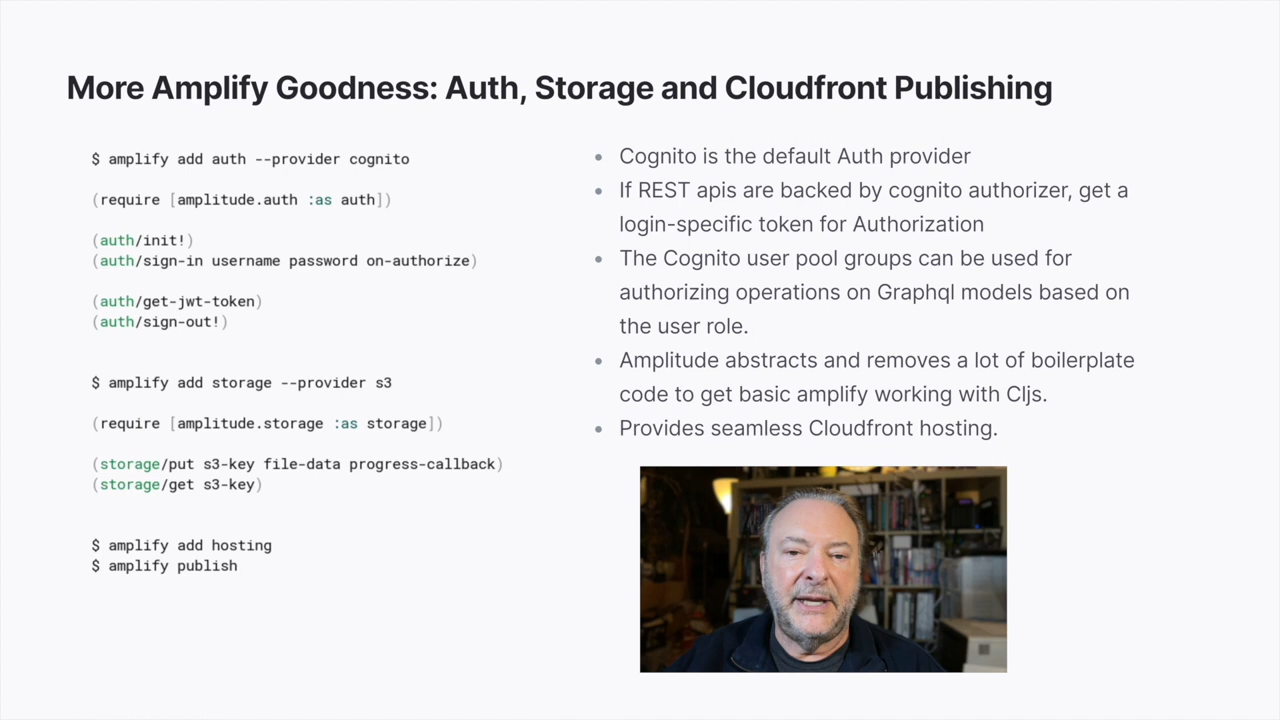 More Amplify Goodness: Auth, Storage and Cloudfront Publishing
$ amplify add auth --provider cognito
(require [amplitude.auth :as auth])
(auth/init!)
(auth/sign-in username password on-authorize)
(auth/get-jwt-token)
(auth/sign-out!)
$ amplify add storage --provider s3
(require [amplitude.storage :as storage])
(storage/put s3-key file-data progress-callback)
(storage/get s3-key)
$ amplify add hosting
$ amplify publish
• Cognito is the default Auth provider
• If REST apis are backed by cognito authorizer, get a
login-specific token for Authorization
• The Cognito user pool groups can be used for
authorizing operations on Graphql models based on
the user role.
• Amplitude abstracts and removes a lot of boilerplate
code to get basic amplify working with Cljs.
• Provides seamless Cloudfront hosting.